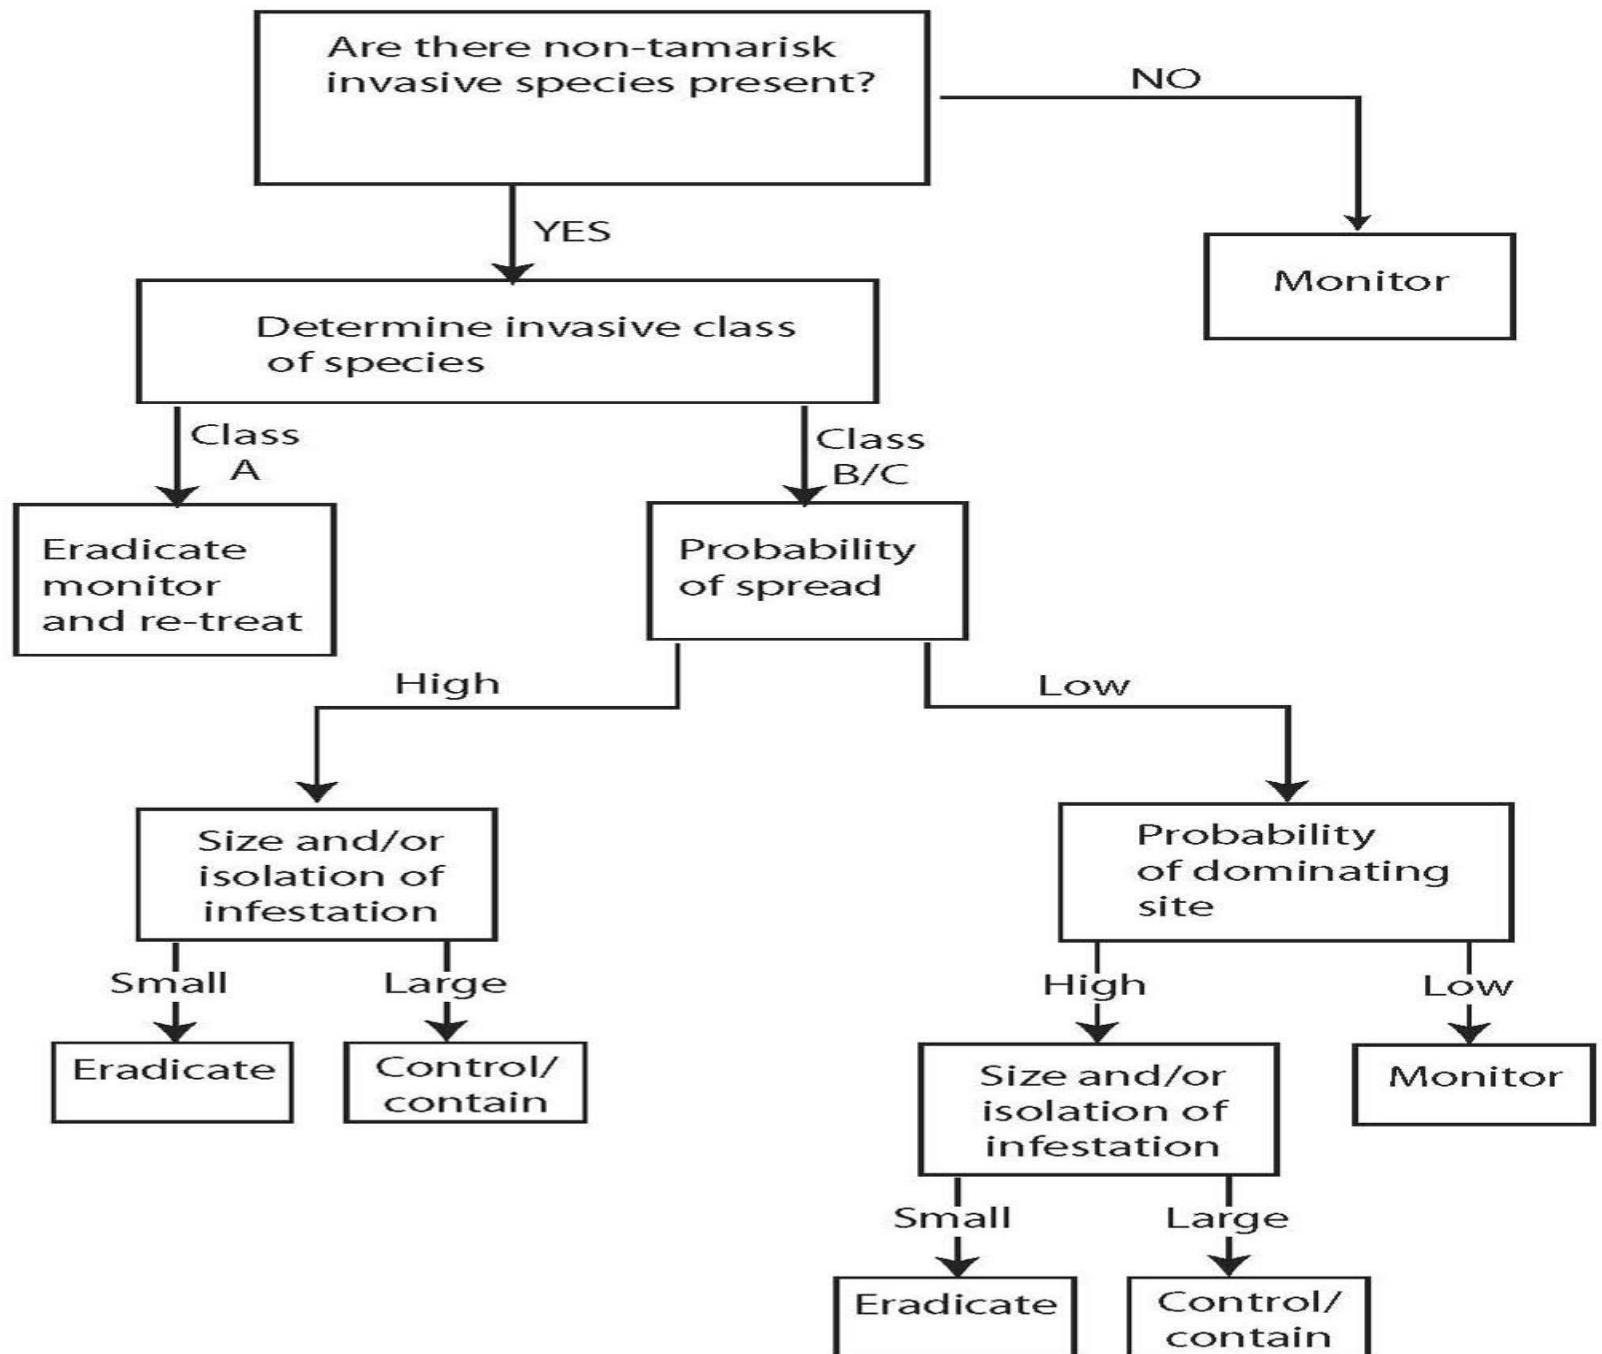 Are there non-tamarisk
invasive species present?
NO
YES
Monitor
Determine invasive class
of species
Class
A
Class
B/C
Eradicate
monitor
and re-treat
Probability
of spread
High
Low
Size and/or
isolation of
infestation
Probability
of dominating
site
Small
Large
High
Low
Eradicate
Control/
contain
Size and/or
isolation of
infestation
Monitor
Small
Large
Eradicate
Control/
contain